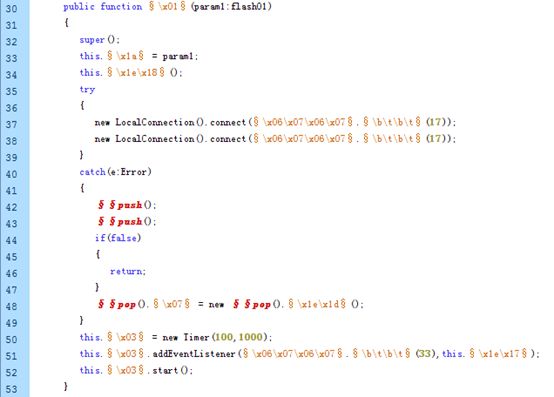 30 public function §\x01§(param1:flash01)
31 {
32 super();
33 this.§\x1a§ = param1;
34 this.§\x1e\x18§();
35 try
36 {
37 new LocalConnection().connect(§\x06\x07\x06\x07§.§\b\t\b\t§(17));
38 new LocalConnection().connect(§\x06\x07\x06\x07§.§\b\t\b\t§(17));
39 }
40 catch(e:Error)
41 {
42 §§push();
43 §§push();
44 if(false)
45 {
46 return;
47 }
48 §§pop().§\x07§ = new §§pop().§\x1e\x1d§();
49 }
50 this.§\x03§ = new Timer(100,1000);
51 this.§\x03§.addEventListener(§\x06\x07\x06\x07§.§\b\t\b\t§(33),this.§\x1e\x17§);
52 this.§\x03§.start();
53 }